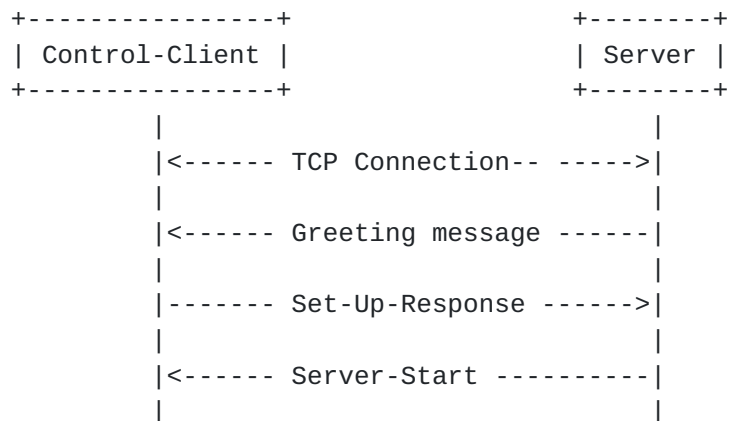 +----------------+                  +--------+
| Control-Client |                  | Server |
+----------------+                  +--------+
         |                               |
         |<------ TCP Connection-- ----->|
         |                               |
         |<------ Greeting message ------|
         |                               |
         |------- Set-Up-Response ------>|
         |                               |
         |<------ Server-Start ----------|
         |                               |